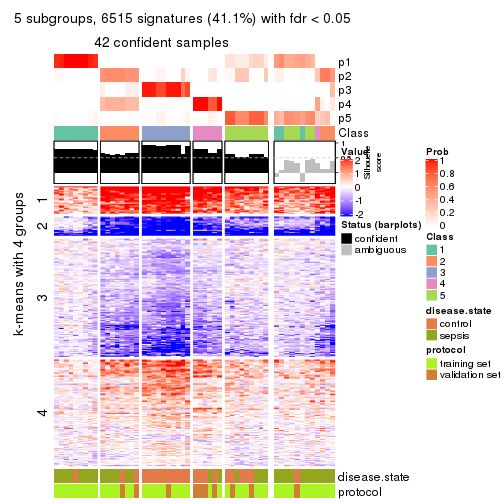 5 subgroups, 6515 signatures (41.1%) with fdr < 0.05
42 confident samples
p1
p2
p3
p4
p5
Class
1
Silhouette
score
k-means with 4 groups
1
2
3
4
disease.state
protocol
Value
2
1
0
-1
-2
Status (barplots)
confident
ambiguous
Prob
1
0.8
0.6
0.4
0.2
0
Class
1
2
3
4
5
disease.state
control
sepsis
protocol
training set
validation set